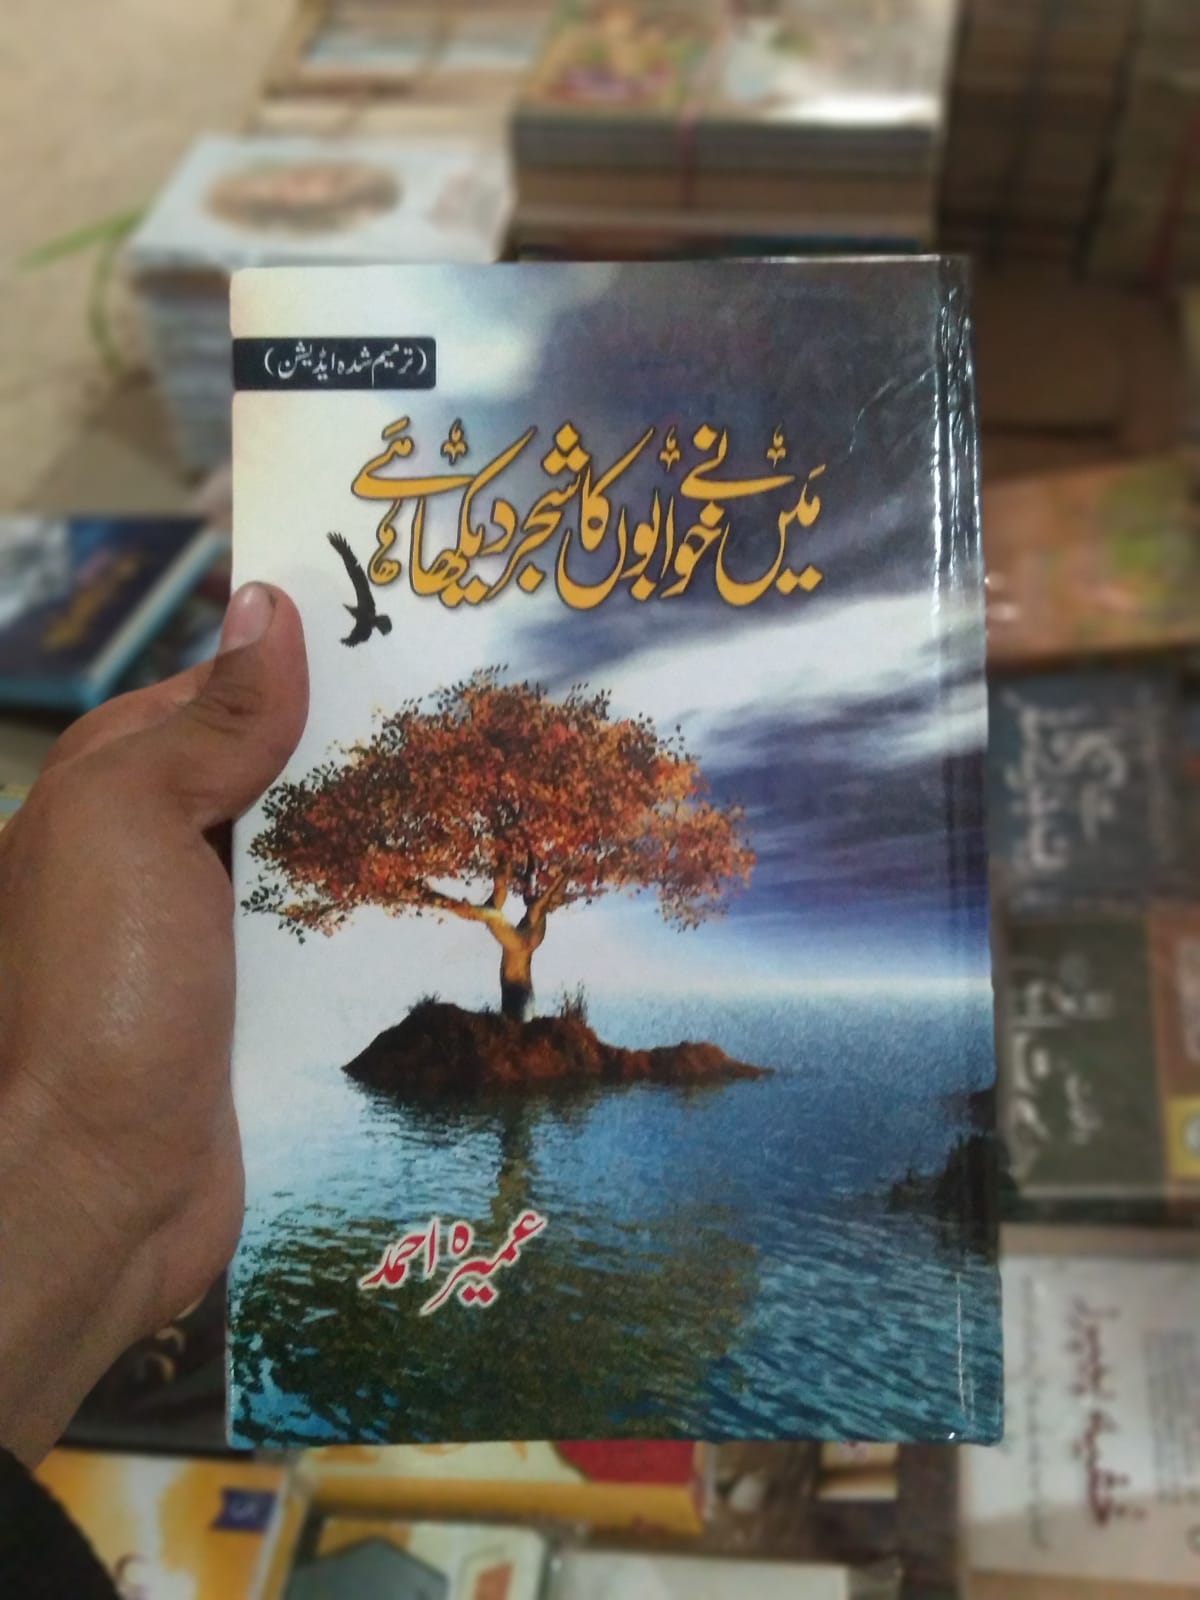 (ترمیم شدہ ایڈیشن)
میں نے خوابوں کا شجر دیکھا ہے
عمیرہ احمد